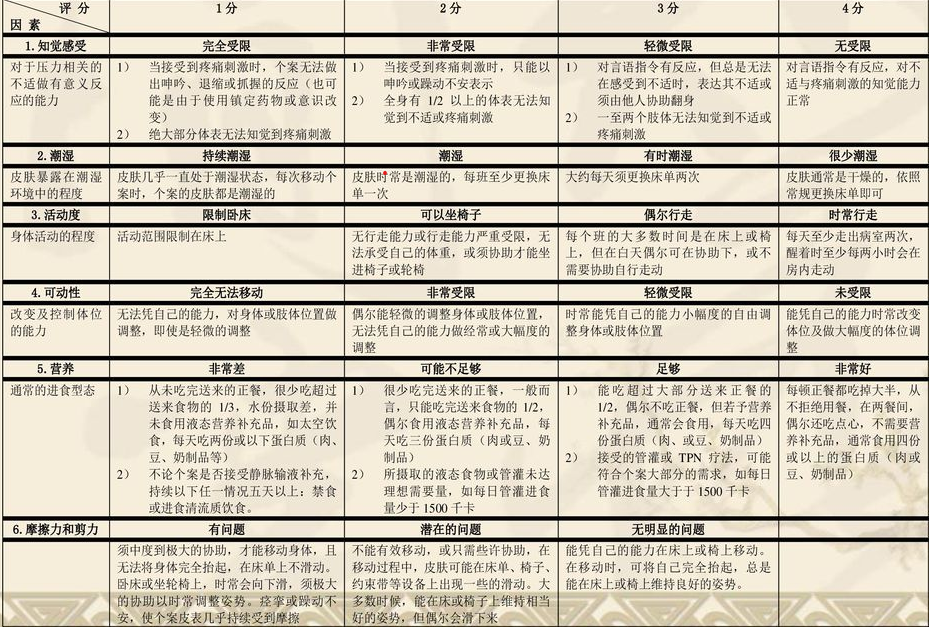 评 分
因 素
1 分
2 分
3 分
4 分
1.知觉感受
完全受限
非常受限
轻微受限
无受限
对于压力相关的
不适做有意义反
应的能力
1) 当接受到疼痛刺激时，个案无法做
出呻吟、退缩或抓握的反应（也可
能是由于使用镇定药物或意识改
变）
2) 绝大部分体表无法知觉到疼痛刺激
1) 当接受到疼痛刺激时，只能以
呻吟或躁动不安表示
2) 全身有 1/2 以上的体表无法知
觉到不适或疼痛刺激
1) 对言语指令有反应，但总是无法
在感受到不适时，表达其不适或
须由他人协助翻身
2) 一至两个肢体无法知觉到不适或
疼痛刺激
对言语指令有反应，对不
适与疼痛刺激的知觉能力
正常
2.潮湿
持续潮湿
潮湿
有时潮湿
很少潮湿
皮肤暴露在潮湿
环境中的程度
皮肤几乎一直处于潮湿状态，每次移动个
案时，个案的皮肤都是潮湿的
皮肤时常是潮湿的，每班至少更换床
单一次
大约每天须更换床单两次
皮肤通常是干燥的，依照
常规更换床单即可
3.活动度
限制卧床
可以坐椅子
偶尔行走
时常行走
身体活动的程度
活动范围限制在床上
无行走能力或行走能力严重受限，无
法承受自己的体重，或须协助才能坐
进椅子或轮椅
每个班的大多数时间是在床上或椅
上，但在白天偶尔可在协助下，或不
需要协助自行走动
每天至少走出病室两次，
醒着时至少每两小时会在
房内走动
4.可动性
完全无法移动
非常受限
轻微受限
未受限
改变及控制体位
的能力
无法凭自己的能力，对身体或肢体位置做
调整，即使是轻微的调整
偶尔能轻微的调整身体或肢体位置，
无法凭自己的能力做经常或大幅度的
调整
时常能凭自己的能力小幅度的自由调
整身体或肢体位置
能凭自己的能力时常改变
体位及做大幅度的体位调
整
5.营养
非常差
可能不足够
足够
非常好
通常的进食型态
1) 从未吃完送来的正餐，很少吃超过
送来食物的 1/3，水份摄取差，并
未食用液态营养补充品，如太空饮
食，每天吃两份或以下蛋白质（肉、
豆、奶制品等）
2) 不论个案是否接受静脉输液补充，
持续以下任一情况五天以上：禁食
或进食清流质饮食。
1) 很少吃完送来的正餐，一般而
言，只能吃完送来食物的 1/2，
偶尔食用液态营养补充品，每
天吃三份蛋白质（肉或豆、奶
制品）
2) 所摄取的液态食物或管灌未达
理想需要量，如每日管灌进食
量少于 1500 千卡
1) 能吃超过大部分送来正餐的
1/2，偶尔不吃正餐，但若予营养
补充品，通常会食用，每天吃四
份蛋白质（肉、或豆、奶制品）
2) 接受的管灌或 TPN 疗法，可能
符合个案大部分的需求，如每日
管灌进食量大于于 1500 千卡
每顿正餐都吃掉大半，从
不拒绝用餐，在两餐间，
偶尔还吃点心，不需要营
养补充品，通常食用四份
或以上的蛋白质（肉或
豆、奶制品）
6.摩擦力和剪力
有问题
潜在的问题
无明显的问题
须中度到极大的协助，才能移动身体，且
无法将身体完全抬起，在床单上不滑动。
卧床或坐轮椅上，时常会向下滑，须极大
的协助以时常调整姿势。痉挛或躁动不
安，使个案皮表几乎持续受到摩擦
不能有效移动，或只需些许协助，在
移动过程中，皮肤可能在床单、椅子、
约束带等设备上出现一些的滑动。大
多数时候，能在床或椅子上维持相当
好的姿势，但偶尔会滑下来
能凭自己的能力在床上或椅上移动。
在移动时，可将自己完全抬起，总是
能在床上或椅上维持良好的姿势。